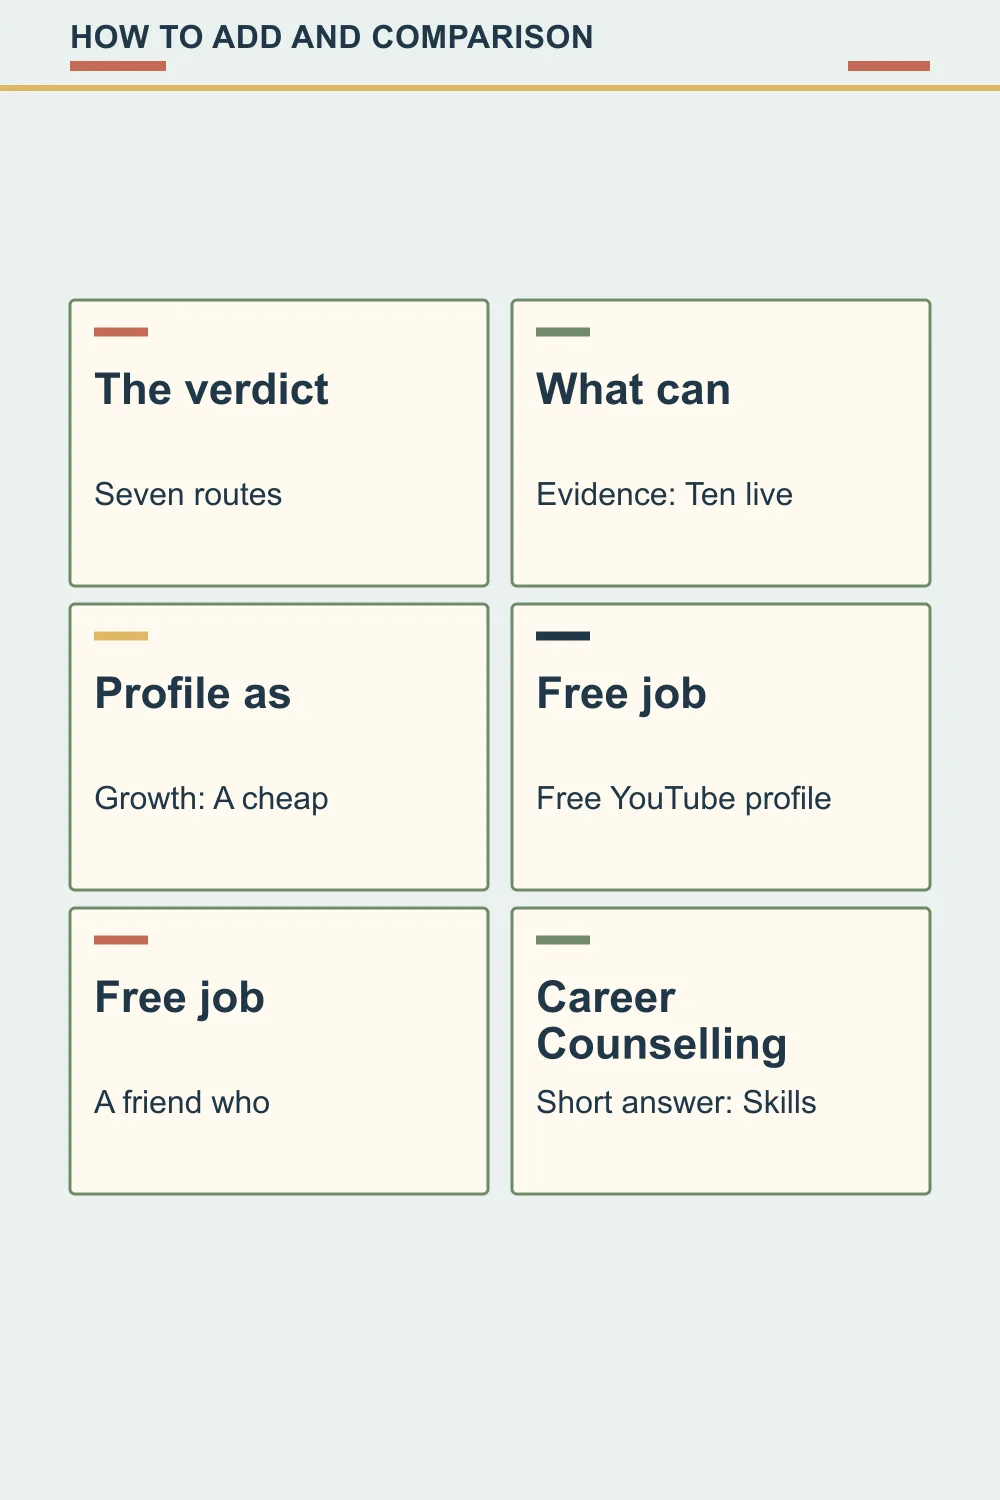 HOW TO ADD AND COMPARISON
The verdict
Seven routes
What can
Evidence: Ten live
Profile as
Growth: A cheap
Free job
Free YouTube profile
Free job
A friend who
Career
Counselling
Short answer: Skills